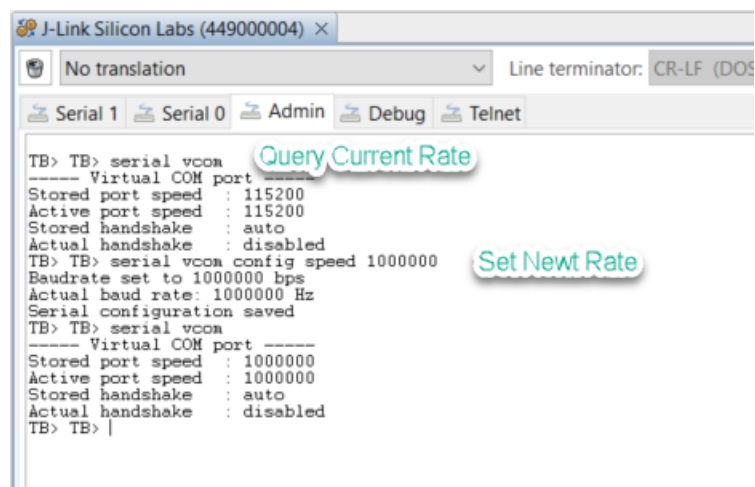 J-Link Silicon Labs (449000004)
No translation Line terminator: CR-LF (DOS
Serial 1 Serial 0 Admin Debug Telnet
TB> TB> serial vcom Query Current Rate
----- Virtual COM port -----
Stored port speed : 115200
Active port speed : 115200
Stored handshake : auto
Actual handshake : disabled
TB> TB> serial vcom config speed 1000000 Set Newt Rate
Baudrate set to 1000000 bps
Actual baud rate: 1000000 Hz
Serial configuration saved
TB> TB> serial vcom
----- Virtual COM port -----
Stored port speed : 1000000
Active port speed : 1000000
Stored handshake : auto
Actual handshake : disabled
TB> TB>